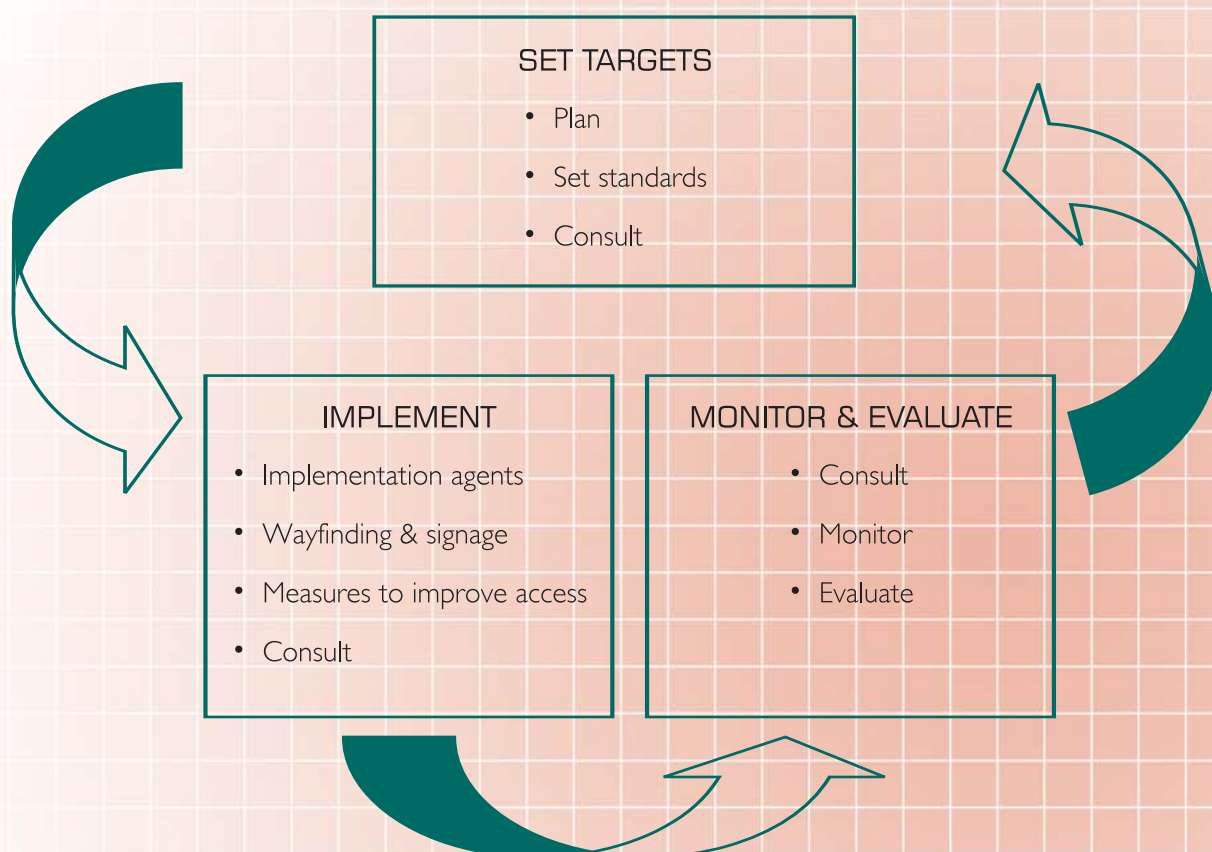 SET TARGETS
• Plan
• Set standards
• Consult
IMPLEMENT
• Implementation agents
• Wayfinding & signage
• Measures to improve access
• Consult
MONITOR & EVALUATE
• Consult
• Monitor
• Evaluate